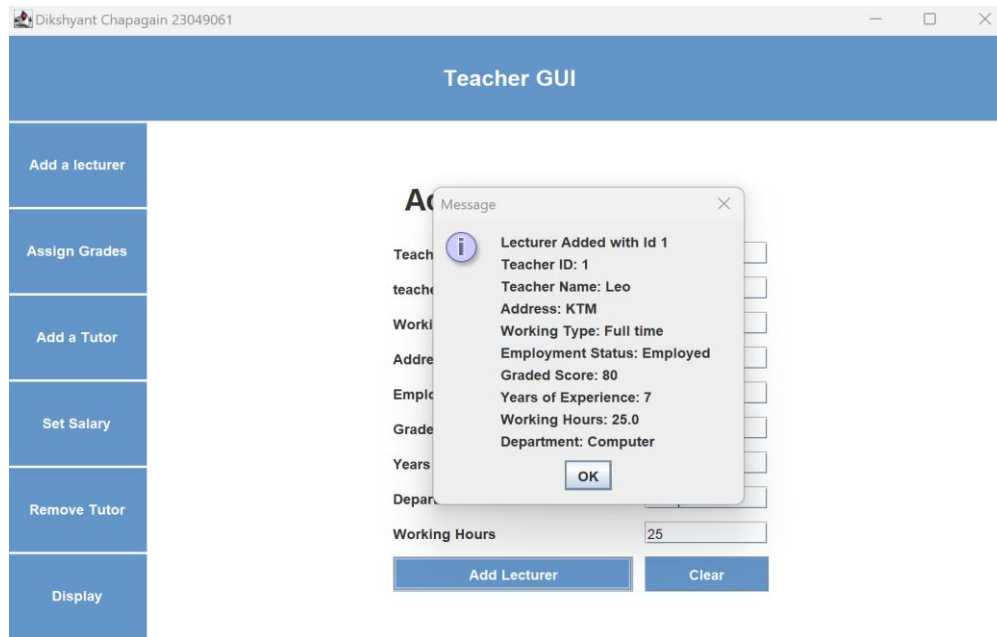 Dikshyant Chapagain 23049061
Teacher GUI
Add a lecturer
Assign Grades
Add a Tutor
Set Salary
Remove Tutor
Display
Message
Lecturer Added with Id 1
Teacher ID: 1
Teacher Name: Leo
Address: KTM
Working Type: Full time
Employment Status: Employed
Graded Score: 80
Years of Experience: 7
Working Hours: 25.0
Department: Computer
OK
Years
Working Hours 25
Add Lecturer Clear